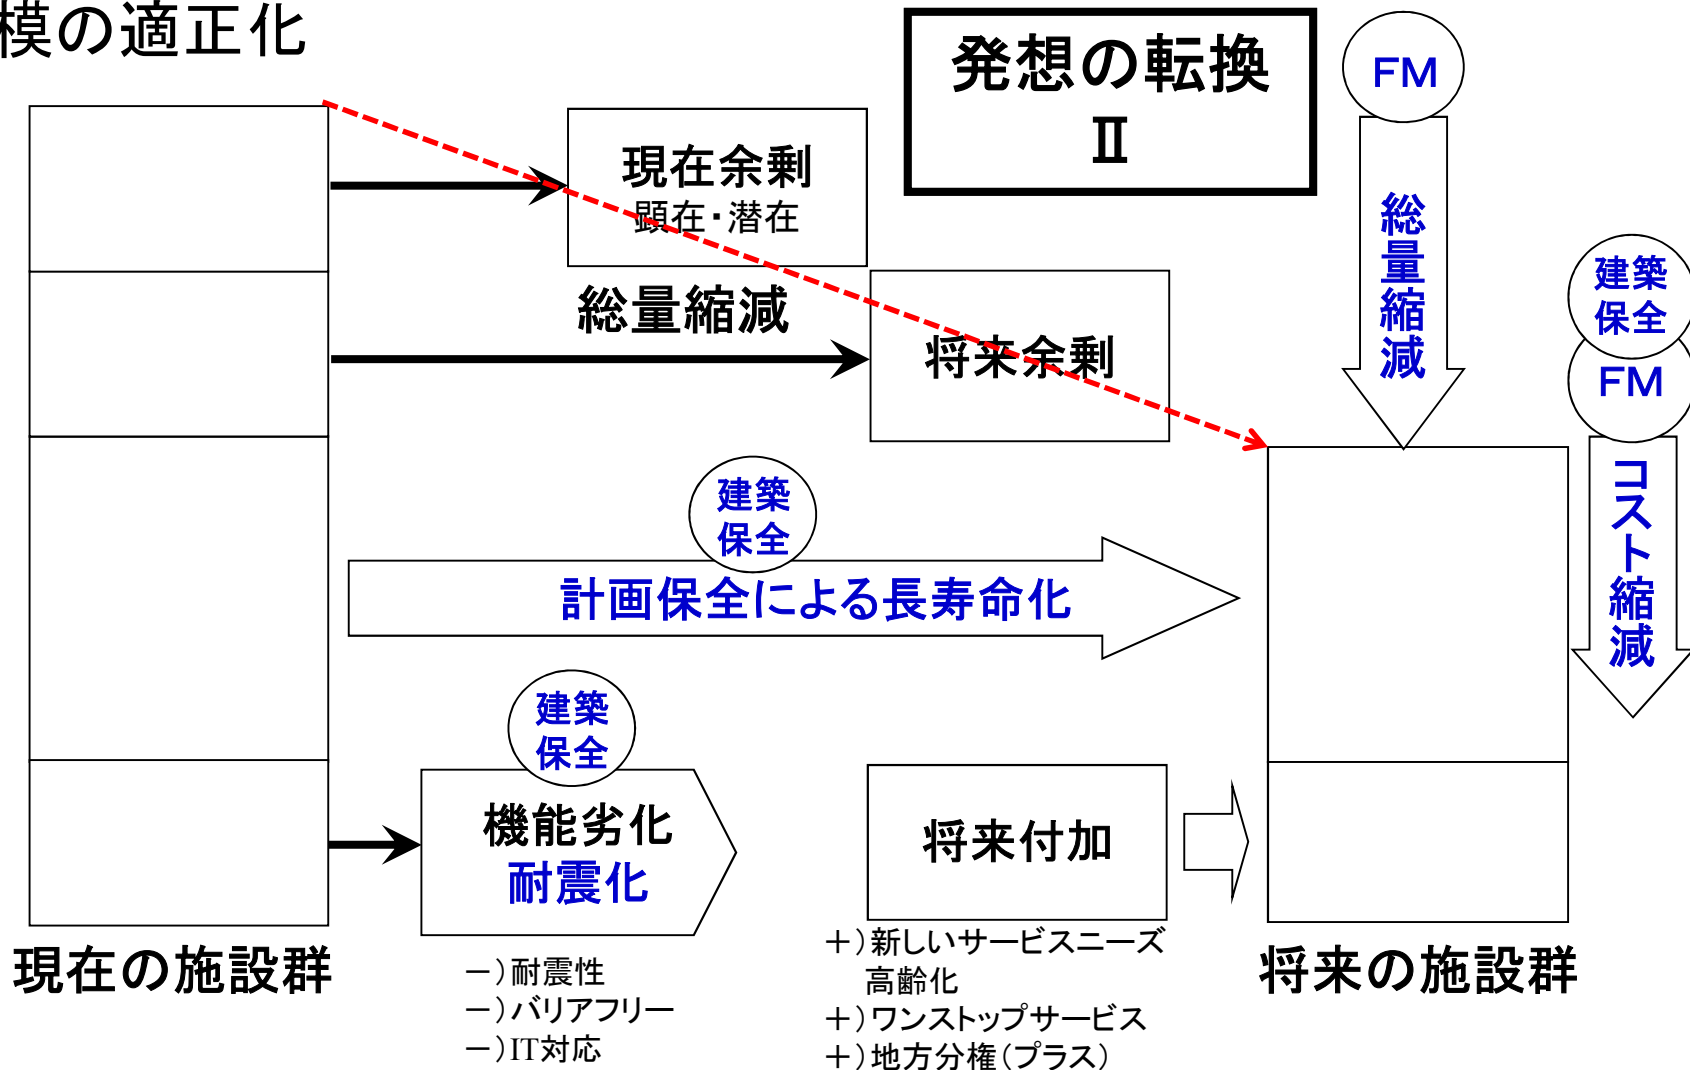 模の適正化
発想の転換
Ⅱ
FM
現在余剰
顕在・潜在
総量縮減
総量縮減
建築
保全
FM
将来余剰
コスト縮減
建築
保全
計画保全による長寿命化
建築
保全
機能劣化
耐震化
将来付加
現在の施設群
－）耐震性
－）バリアフリー
－）IT対応
＋）新しいサービスニーズ
高齢化
＋）ワンストップサービス
＋）地方分権（プラス）
将来の施設群